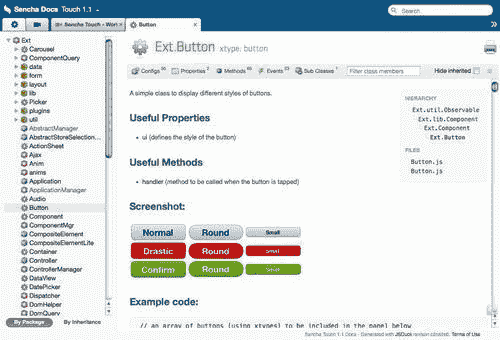 Sencha Docs Touch 1.1
Search
Sencha Touch - Wor
Button
Ext
Carousel
ComponentQuery
data
form
layout
lib
Picker
plugins
util
AbstractManager
AbstractStoreSelection...
ActionSheet
Ajax
Anim
anims
Application
ApplicationManager
Audio
Button
Component
ComponentMgr
CompositeElement
CompositeElementLite
Container
Controller
ControllerManager
DataView
DatePicker
Dispatcher
DomHelper
DomQuery
By Package By Inheritance
Ext.Button xtype: button
Configs Properties Methods Events Sub Classes Filter class members Hide inherited
A simple class to display different styles of buttons.
Useful Properties
ui (defines the style of the button)
Useful Methods
handler (method to be called when the button is tapped)
Screenshot:
Normal Round Small
Drastic Round Small
Confirm Round Small
Example code:
// an array of buttons (using xtypes) to be included in the panel below
HIERARCHY
Ext.util.Observable
Ext.lib.Component
Ext.Component
Ext.Button
FILES
Button.js
Button.js
Sencha Touch 1.1 Docs - Generated with JSDuck
Terms of Use